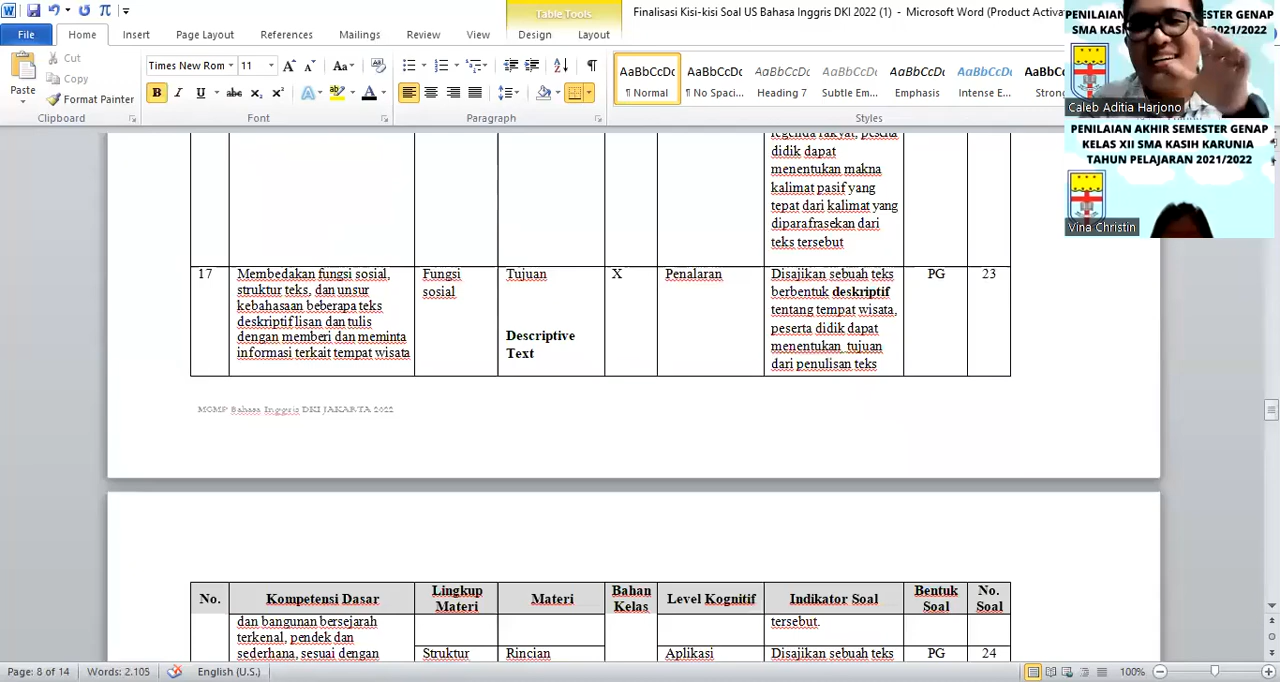 Table Tools
Finalisasi Kisi-kisi Soal US Bahasa Inggris DKI 2022 (1) - Microsoft Word (Product Activa
File
Home
Insert
Page Layout
References
Mailings
Review
View
Design
Layout
Paste
Cut
Copy
Format Painter
Clipboard
Times New Rom
11
Font
Paragraph
AaBbCcDc
¶ Normal
AaBbCcDc
¶ No Spaci...
AaBbCcDc
Heading 7
AaBbCcDc
Subtle Em...
AaBbCcDc
Emphasis
AaBbCcDc
Intense E...
AaBbCc
Strong
Styles
PENILAIAN
STER GENAP
SMA KASI
2021/2022
Caleb Aditia Harjono
PENILAIAN AKHIR SEMESTER GENAP
KELAS XII SMA KASIH KARUNIA
TAHUN PELAJARAN 2021/2022
Vina Christin
legenda rakyat, peserta
didik dapat
menentukan makna
kalimat pasif yang
tepat dari kalimat yang
diparafrasekan dari
teks tersebut
17
Membedakan fungsi sosial,
struktur teks, dan unsur
kebahasaan beberapa teks
deskriptif lisan dan tulis
dengan memberi dan meminta
informasi terkait tempat wisata
Fungsi
sosial
Tujuan
Descriptive
Text
X
Penalaran
Disajikan sebuah teks
berbentuk deskriptif
tentang tempat wisata,
peserta didik dapat
menentukan tujuan
dari penulisan teks
PG
23
MGMP Bahasa Inggris DKI JAKARTA 2022
No.
Kompetensi Dasar
Lingkup
Materi
Materi
Bahan
Kelas
Level Kognitif
Indikator Soal
Bentuk
Soal
No.
Soal
dan bangunan bersejarah
terkenal, pendek dan
sederhana, sesuai dengan
tersebut.
Struktur
Rincian
Aplikasi
Disajikan sebuah teks
PG
24
Page: 8 of 14
Words: 2.105
English (U.S.)
100%